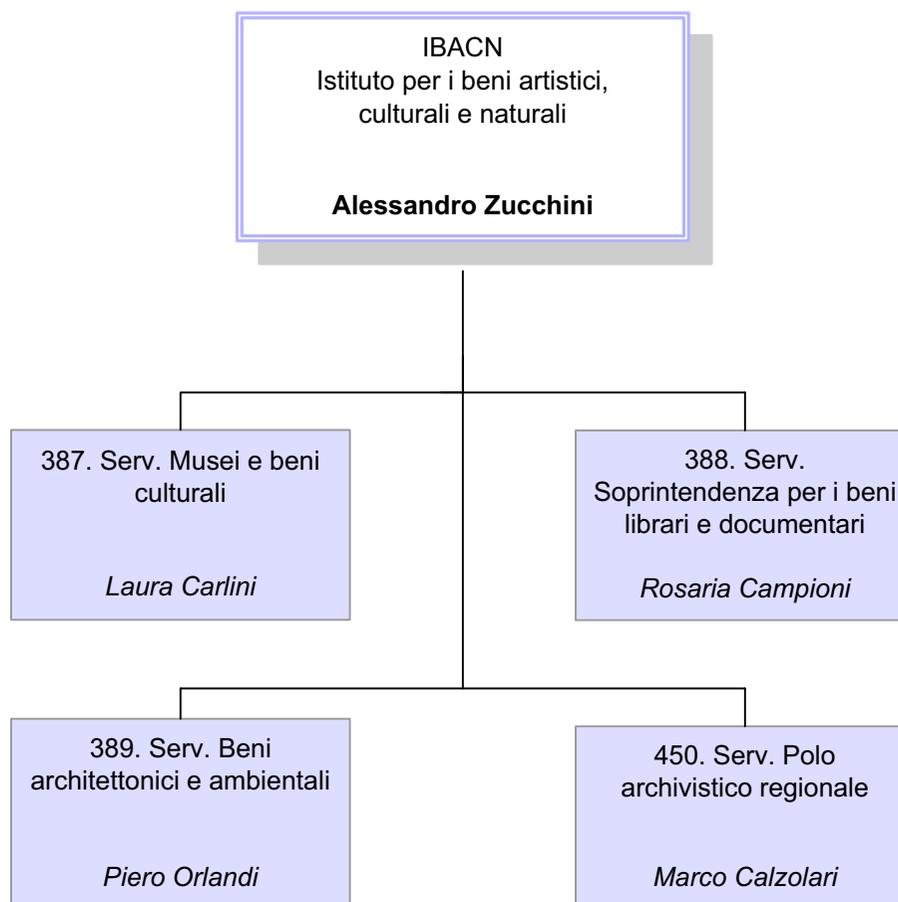 IBACN
Istituto per i beni artistici,
culturali e naturali
Alessandro Zucchini
387. Serv. Musei e beni
culturali
Laura Carlini
388. Serv.
Soprintendenza per i beni
librari e documentari
Rosaria Campioni
389. Serv. Beni
architettonici e ambientali
Piero Orlandi
450. Serv. Polo
archivistico regionale
Marco Calzolari